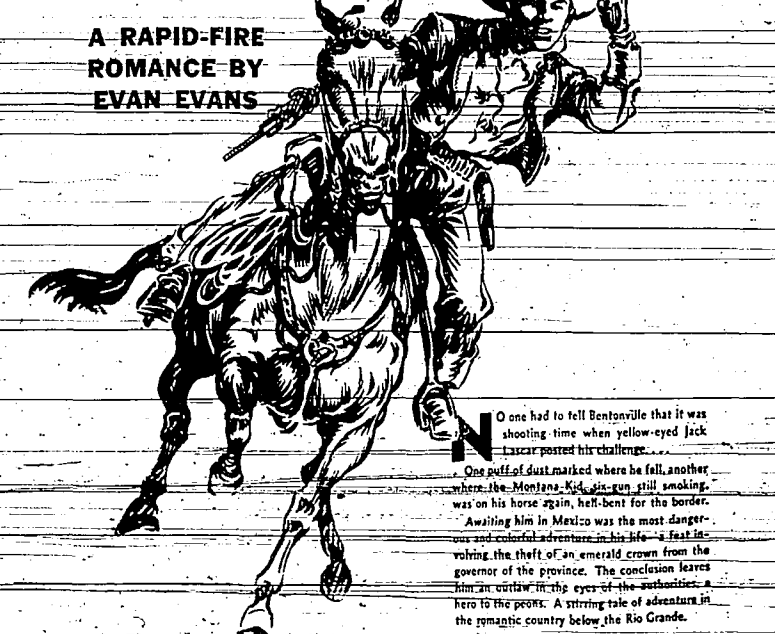 A RAPID-FIRE
ROMANCE BY
EVAN EVANS
NO one had to tell Bentonville that it was
shooting time when yellow-eyed Jack
Lascar posted his challenge. . . .
One puff of dust marked where he fell, another
where the Montana Kid, six-gun still smoking,
was on his horse again, hell-bent for the border.
Awaiting him in Mexico was the most danger-
ous and colorful adventure in his life—a feat in-
volving the theft of an emerald crown from the
governor of the province. The conclusion leaves
him an outlaw in the eyes of the authorities, a
hero to the peons. A stirring tale of adventure in
the romantic country below the Rio Grande.